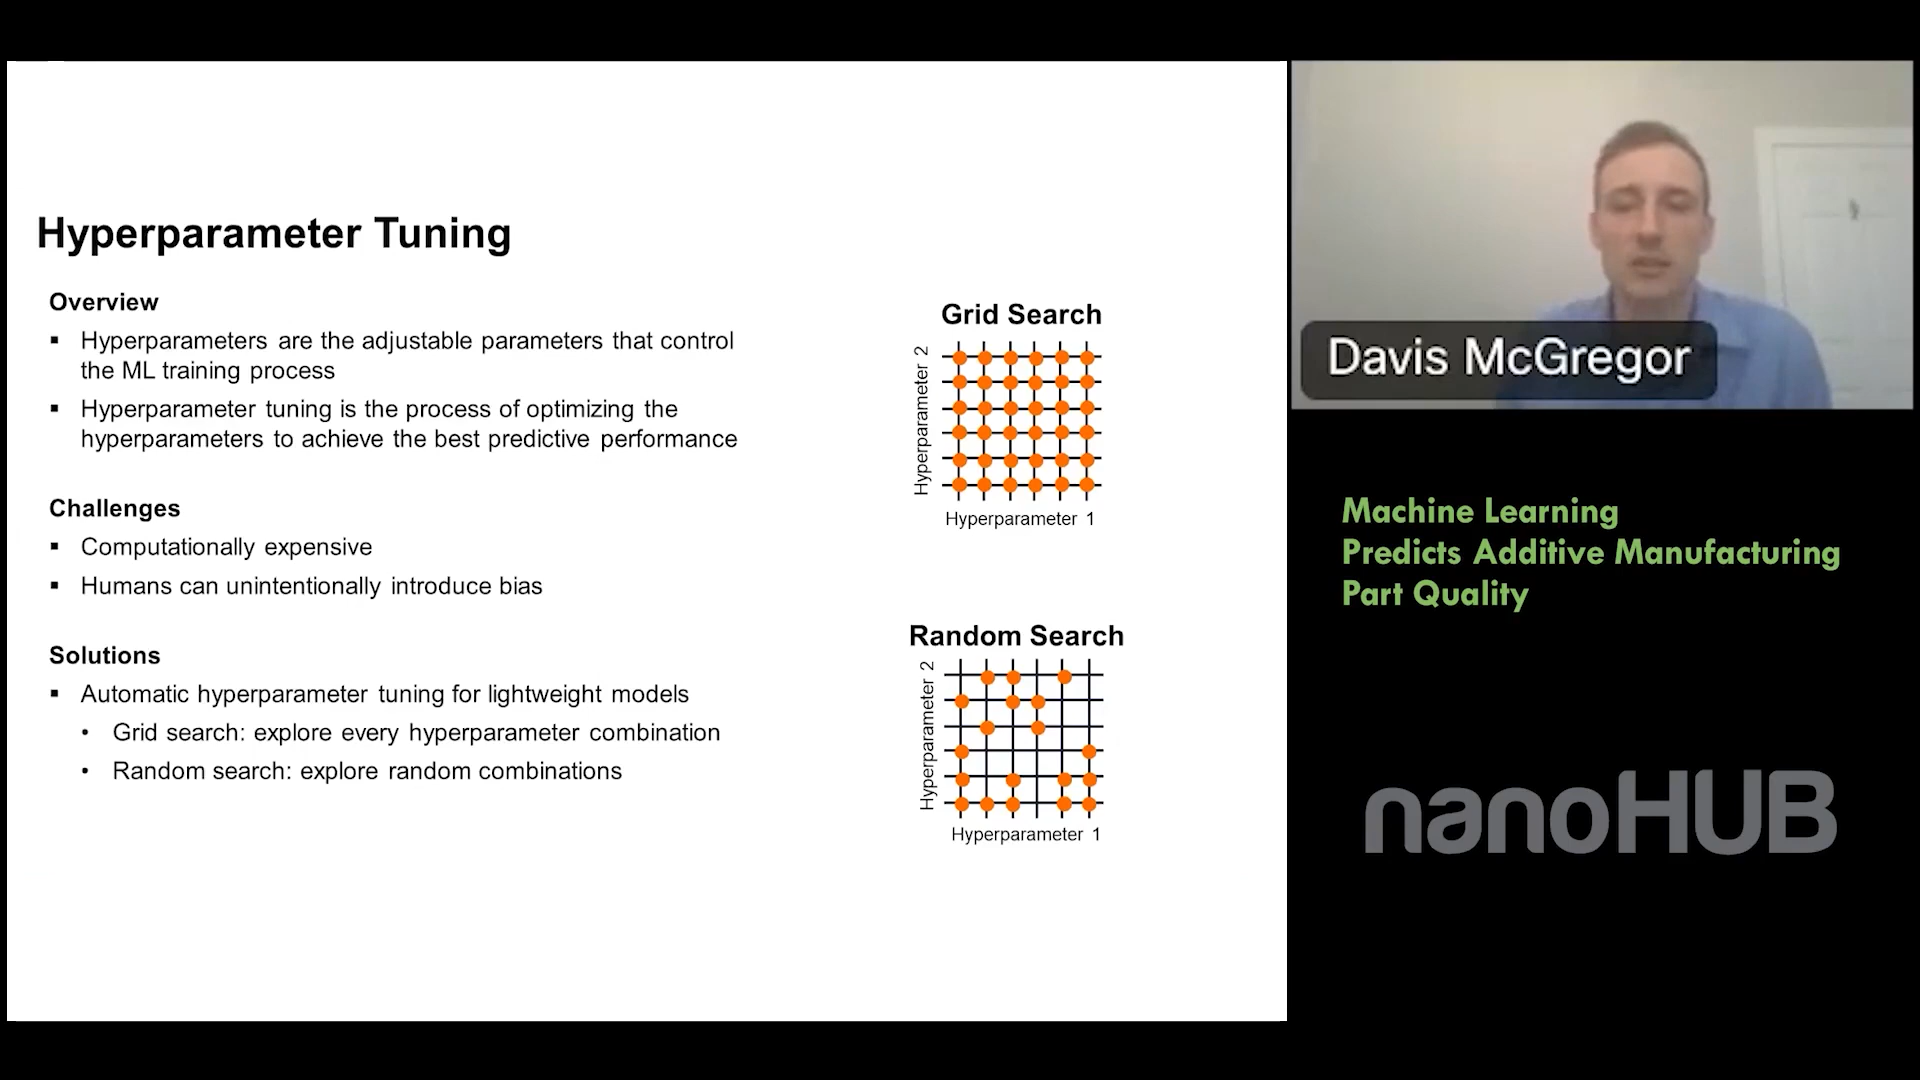 Hyperparameter Tuning
Overview
▪ Hyperparameters are the adjustable parameters that control
the ML training process
▪ Hyperparameter tuning is the process of optimizing the
hyperparameters to achieve the best predictive performance
Challenges
▪ Computationally expensive
▪ Humans can unintentionally introduce bias
Solutions
▪ Automatic hyperparameter tuning for lightweight models
• Grid search: explore every hyperparameter combination
• Random search: explore random combinations
Grid Search
Hyperparameter 2
Hyperparameter 1
Random Search
Hyperparameter 2
Hyperparameter 1
Davis McGregor
Machine Learning
Predicts Additive Manufacturing
Part Quality
nanoHUB